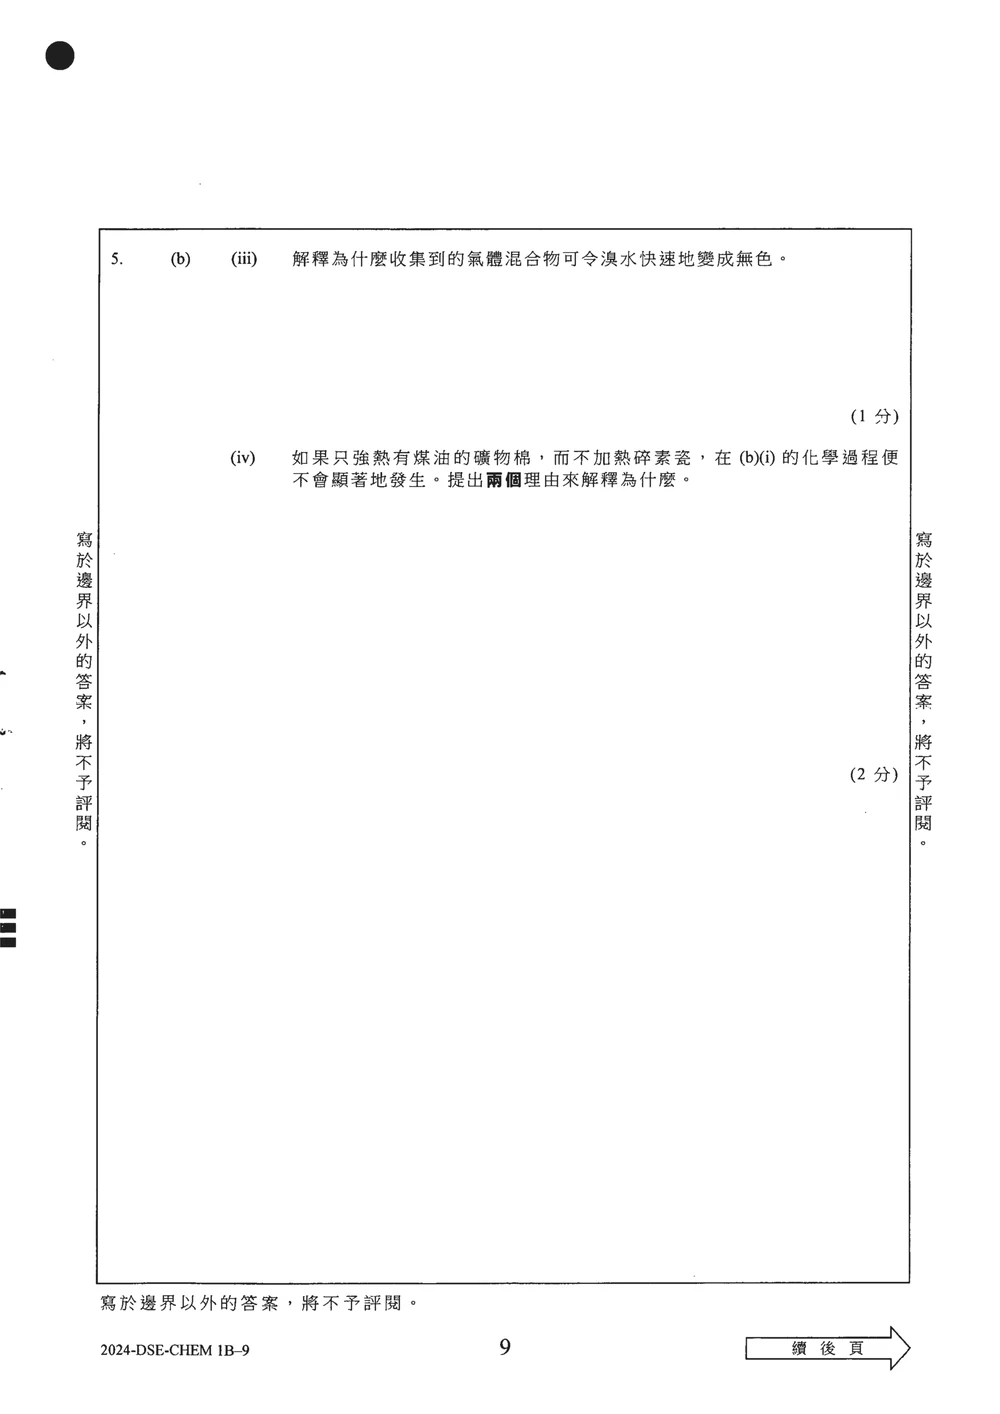 5. (b) (iii) 解釋為什麼收集到的氣體混合物可令溴水快速地變成無色。
(1 分)
(iv) 如果只強熱有煤油的礦物棉，而不加熱碎素瓷，在 (b)(i) 的化學過程便
不會顯著地發生。提出兩個理由來解釋為什麼。
(2 分)
寫於邊界以外的答案，將不予評閱。
寫於邊界以外的答案，將不予評閱。
寫於邊界以外的答案，將不予評閱。
2024-DSE-CHEM 1B–9
9
續後頁